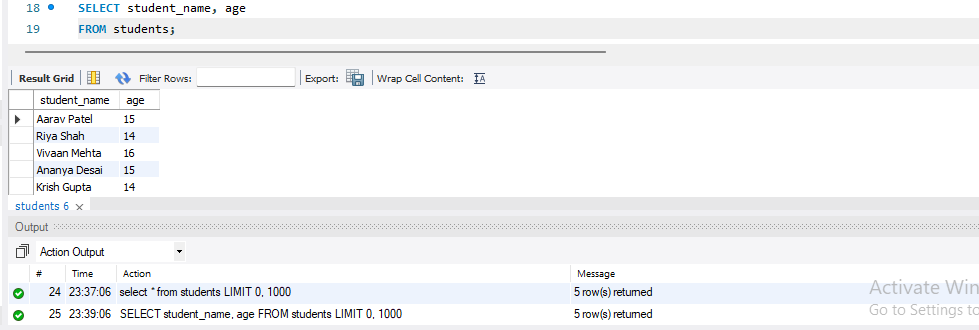 18 SELECT student_name, age
19 FROM students;
Result Grid Filter Rows: Export: Wrap Cell Content: IA
student_name age
Aarav Patel 15
Riya Shah 14
Vivaan Mehta 16
Ananya Desai 15
Krish Gupta 14
students 6 ×
Output
Action Output
# Time Action Message
24 23:37:06 select * from students LIMIT 0, 1000 5 row(s) returned
25 23:39:06 SELECT student_name, age FROM students LIMIT 0, 1000 5 row(s) returned
Activate Win
Go to Settings to